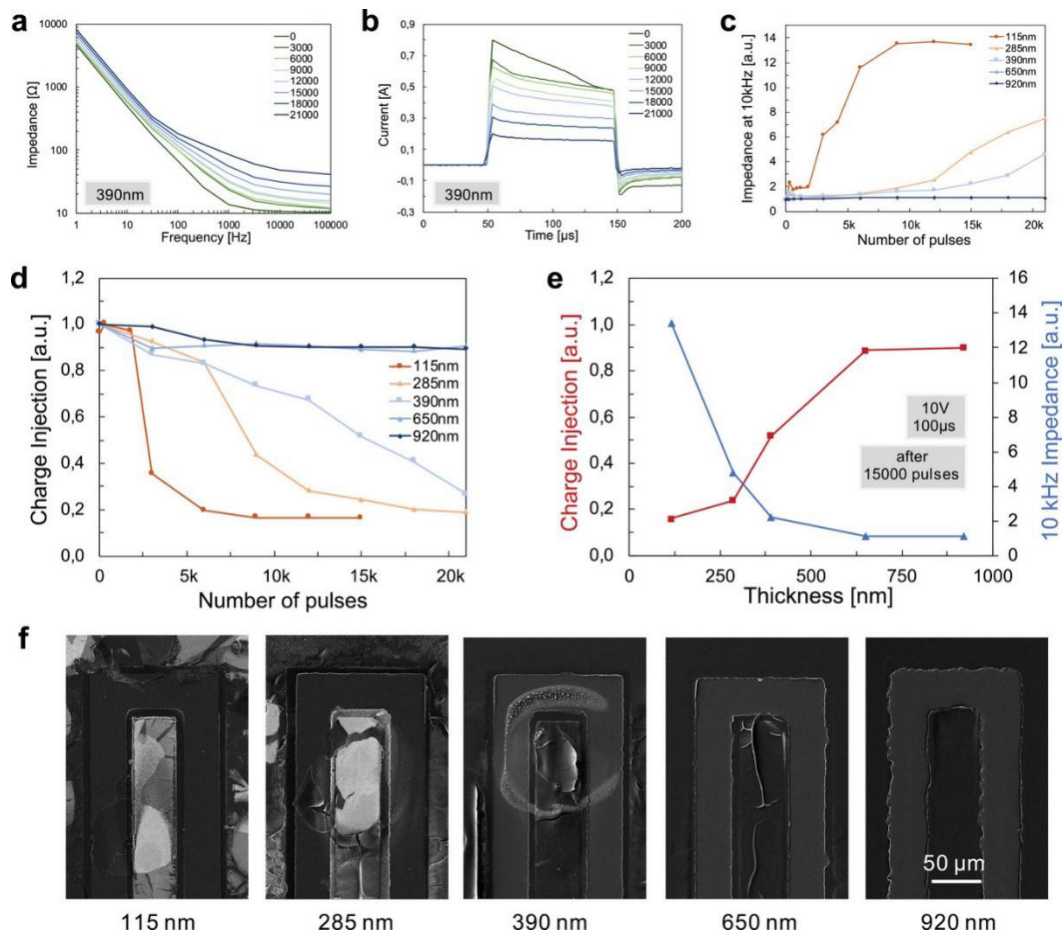 a
10000
1000
100
10
Impedance [Ω]
1
10
100
1000
10000
100000
Frequency [Hz]
390nm
0
3000
6000
9000
12000
15000
18000
21000
b
0,9
0,7
0,5
0,3
0,1
-0,1
-0,3
Current [A]
0
50
100
150
200
Time [µs]
390nm
0
3000
6000
9000
12000
15000
18000
21000
c
14
12
10
8
6
4
2
0
Impedance at 10kHz [a.u.]
0
5k
10k
15k
20k
Number of pulses
115nm
285nm
390nm
650nm
920nm
d
1,2
1,0
0,8
0,6
0,4
0,2
0,0
Charge Injection [a.u.]
0
5k
10k
15k
20k
Number of pulses
115nm
285nm
390nm
650nm
920nm
e
1,2
1,0
0,8
0,6
0,4
0,2
0,0
Charge Injection [a.u.]
0
250
500
750
1000
Thickness [nm]
16
14
12
10
8
6
4
2
0
10 kHz Impedance [a.u.]
10V
100µs
after
15000 pulses
f
50 µm
115 nm
285 nm
390 nm
650 nm
920 nm